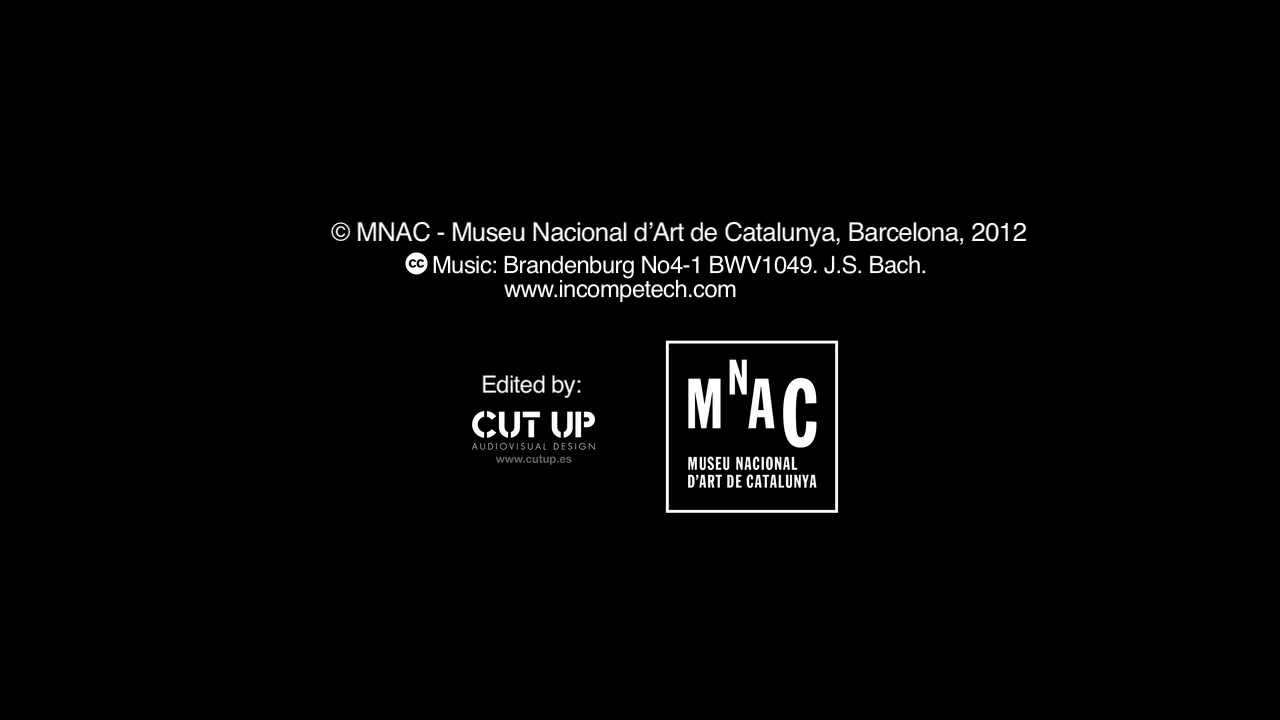 © MNAC - Museu Nacional d’Art de Catalunya, Barcelona, 2012
cc Music: Brandenburg No4-1 BWV1049. J.S. Bach.
www.incompetech.com
Edited by:
CUT UP
AUDIOVISUAL DESIGN
www.cutup.es
MNAC
MUSEU NACIONAL
D’ART DE CATALUNYA